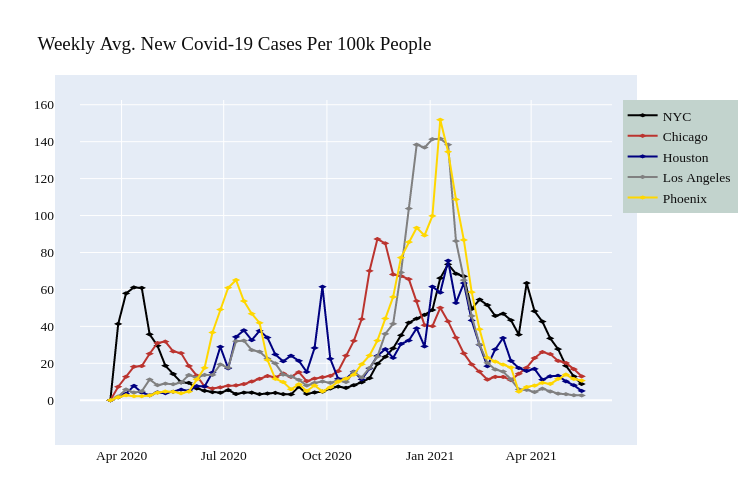 Weekly Avg. New Covid-19 Cases Per 100k People
160
140
120
100
80
60
40
20
0
Apr 2020
Jul 2020
Oct 2020
Jan 2021
Apr 2021
NYC
Chicago
Houston
Los Angeles
Phoenix